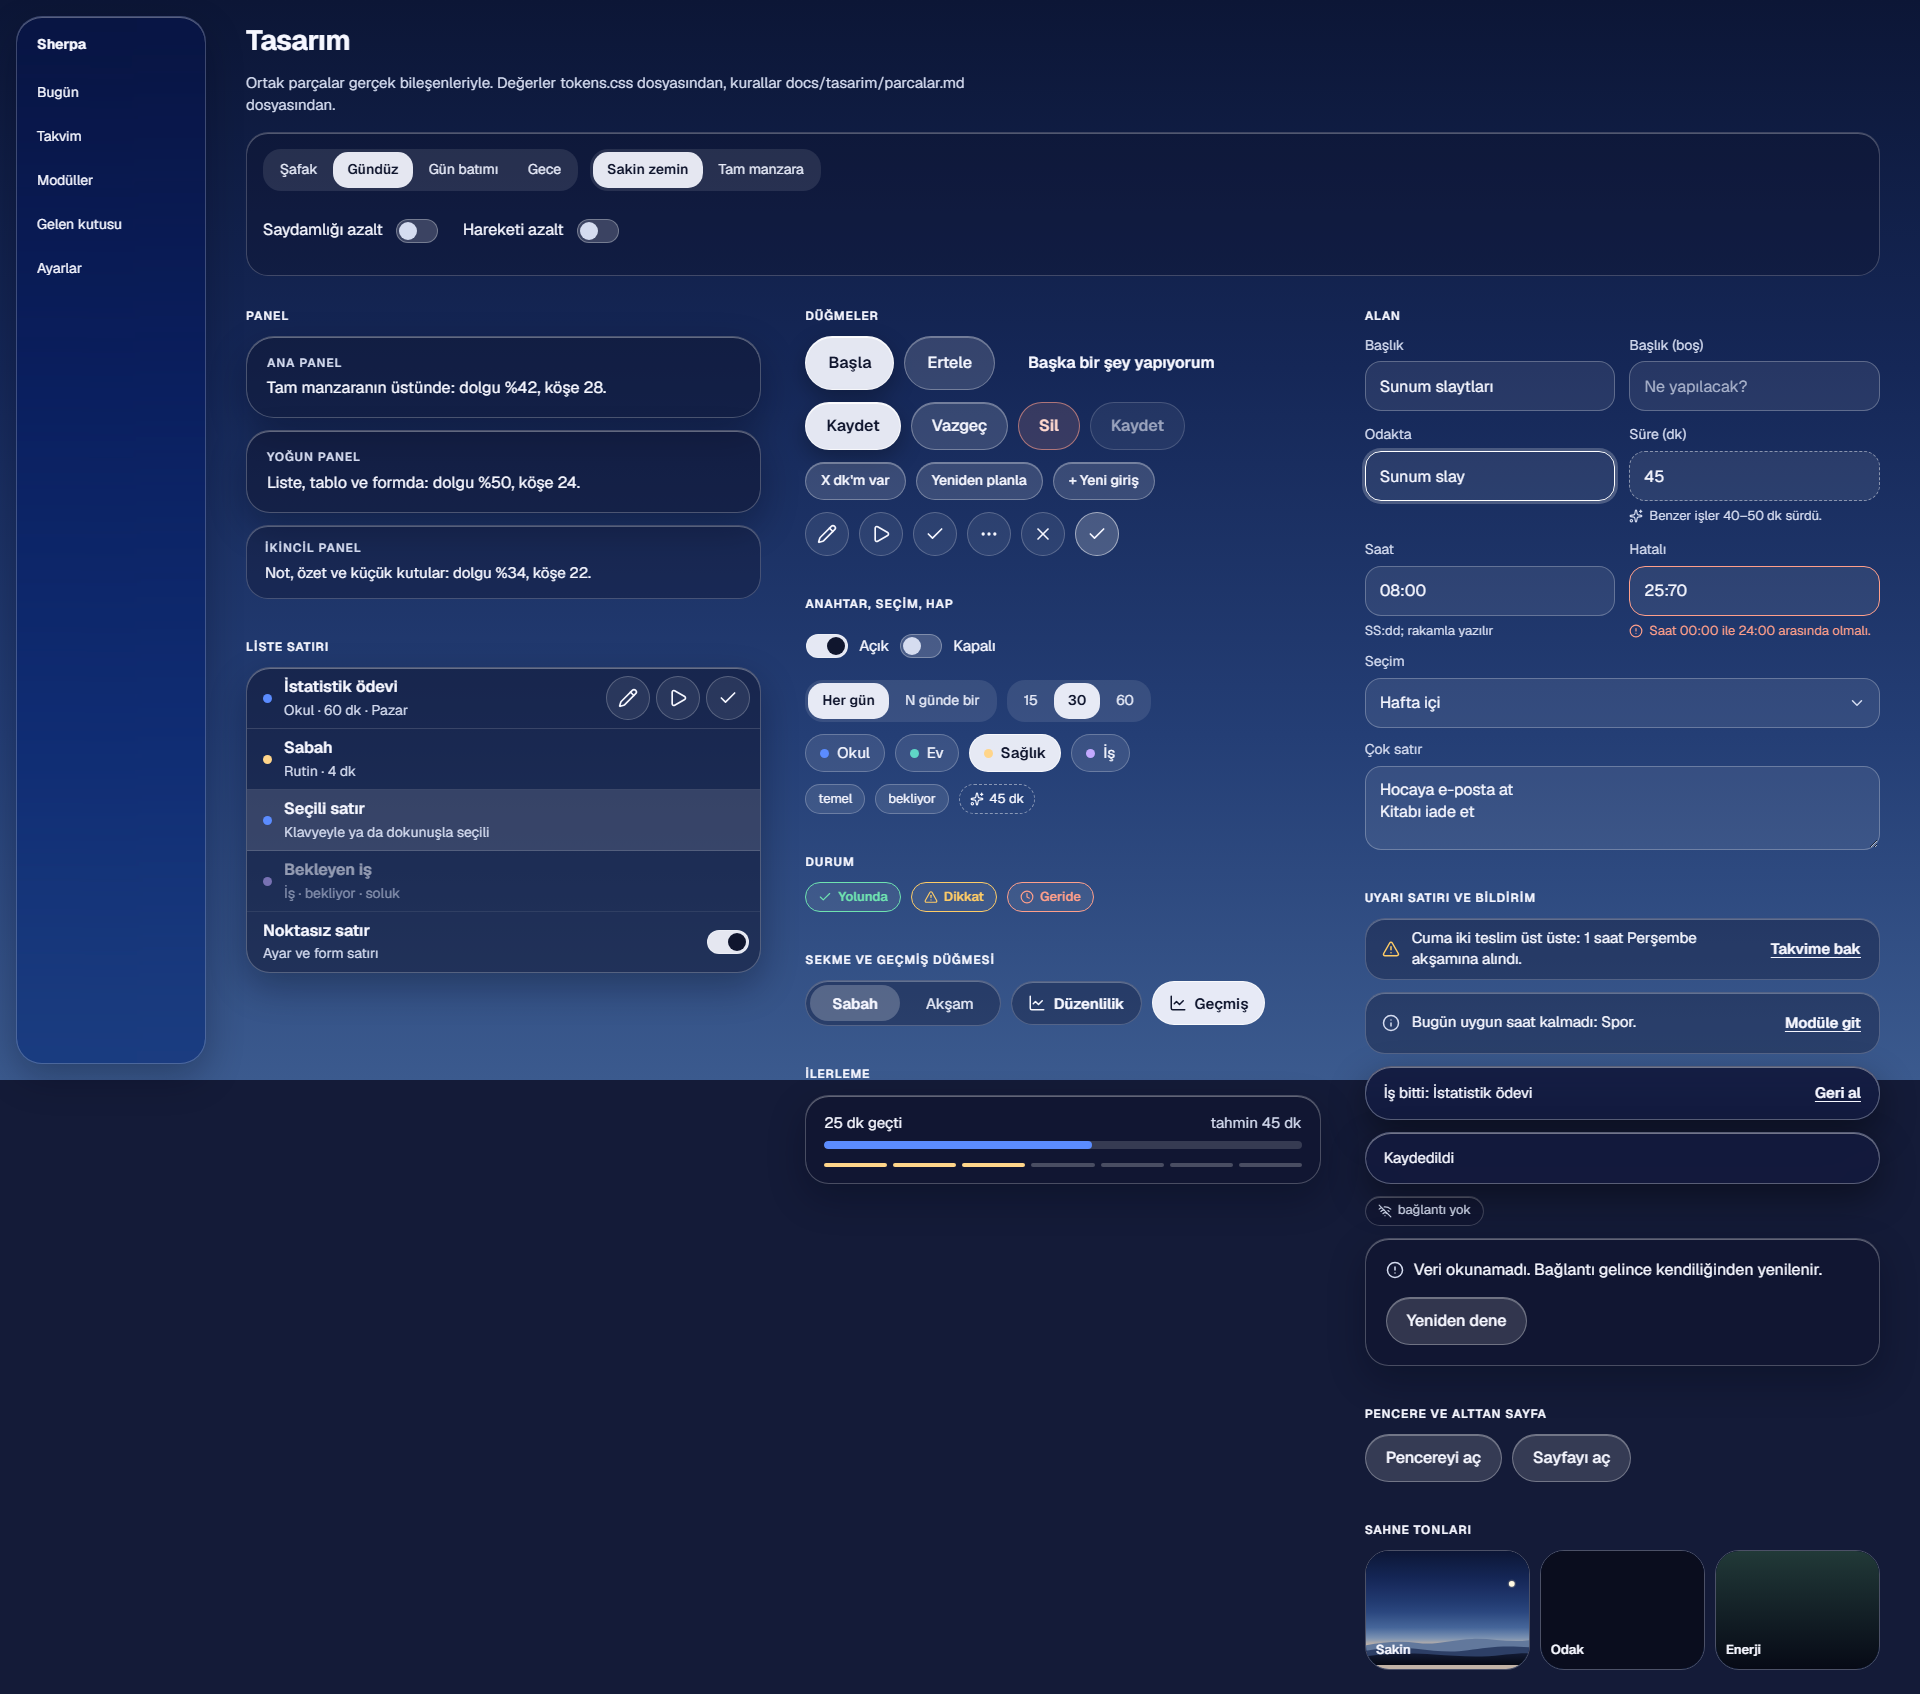 Sherpa
Bugün
Takvim
Modüller
Gelen kutusu
Ayarlar
Tasarım
Ortak parçalar gerçek bileşenleriyle. Değerler tokens.css dosyasından, kurallar docs/tasarim/parcalar.md
dosyasından.
Şafak
Gündüz
Gün batımı
Gece
Sakin zemin
Tam manzara
Saydamlığı azalt
Hareketi azalt
PANEL
ANA PANEL
Tam manzaranın üstünde: dolgu %42, köşe 28.
YOĞUN PANEL
Liste, tablo ve formda: dolgu %50, köşe 24.
İKİNCİL PANEL
Not, özet ve küçük kutular: dolgu %34, köşe 22.
LİSTE SATIRI
İstatistik ödevi
Okul · 60 dk · Pazar
Sabah
Rutin · 4 dk
Seçili satır
Klavyeyle ya da dokunuşla seçili
Bekleyen iş
İş · bekliyor · soluk
Noktasız satır
Ayar ve form satırı
DÜĞMELER
Başla
Ertele
Başka bir şey yapıyorum
Kaydet
Vazgeç
Sil
Kaydet
X dk'm var
Yeniden planla
+ Yeni giriş
ANAHTAR, SEÇİM, HAP
Açık
Kapalı
Her gün
N günde bir
15
30
60
Okul
Ev
Sağlık
İş
temel
bekliyor
45 dk
DURUM
Yolunda
Dikkat
Geride
SEKME VE GEÇMİŞ DÜĞMESİ
Sabah
Akşam
Düzenlilik
Geçmiş
İLERLEME
25 dk geçti
tahmin 45 dk
ALAN
Başlık
Başlık (boş)
Sunum slaytları
Ne yapılacak?
Odakta
Süre (dk)
Sunum slay
45
Benzer işler 40–50 dk sürdü.
Saat
Hatalı
08:00
25:70
SS:dd; rakamla yazılır
Saat 00:00 ile 24:00 arasında olmalı.
Seçim
Hafta içi
Çok satır
Hocaya e-posta at
Kitabı iade et
UYARI SATIRI VE BİLDİRİM
Cuma iki teslim üst üste: 1 saat Perşembe
akşamına alındı.
Takvime bak
Bugün uygun saat kalmadı: Spor.
Modüle git
İş bitti: İstatistik ödevi
Geri al
Kaydedildi
bağlantı yok
Veri okunamadı. Bağlantı gelince kendiliğinden yenilenir.
Yeniden dene
PENCERE VE ALTTAN SAYFA
Pencereyi aç
Sayfayı aç
SAHNE TONLARI
Sakin
Odak
Enerji